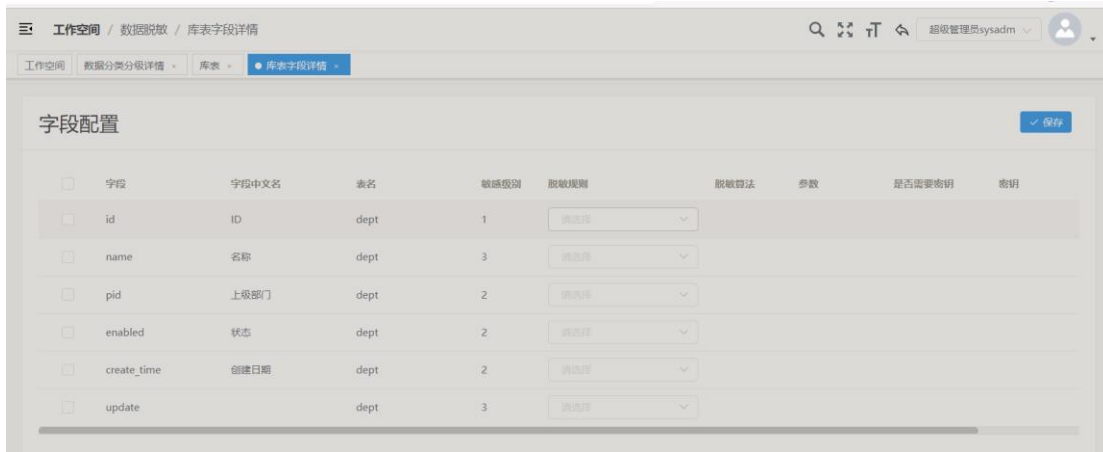 工作空间 / 数据脱敏 / 库表字段详情
超级管理员sysadm
工作空间 数据分类分级详情 × 库表 × 库表字段详情 ×
字段配置
保存
字段 字段中文名 表名 敏感级别 脱敏规则 脱敏算法 参数 是否需要密钥 密钥
id ID dept 1 请选择
name 名称 dept 3 请选择
pid 上级部门 dept 2 请选择
enabled 状态 dept 2 请选择
create_time 创建日期 dept 2 请选择
update dept 3 请选择